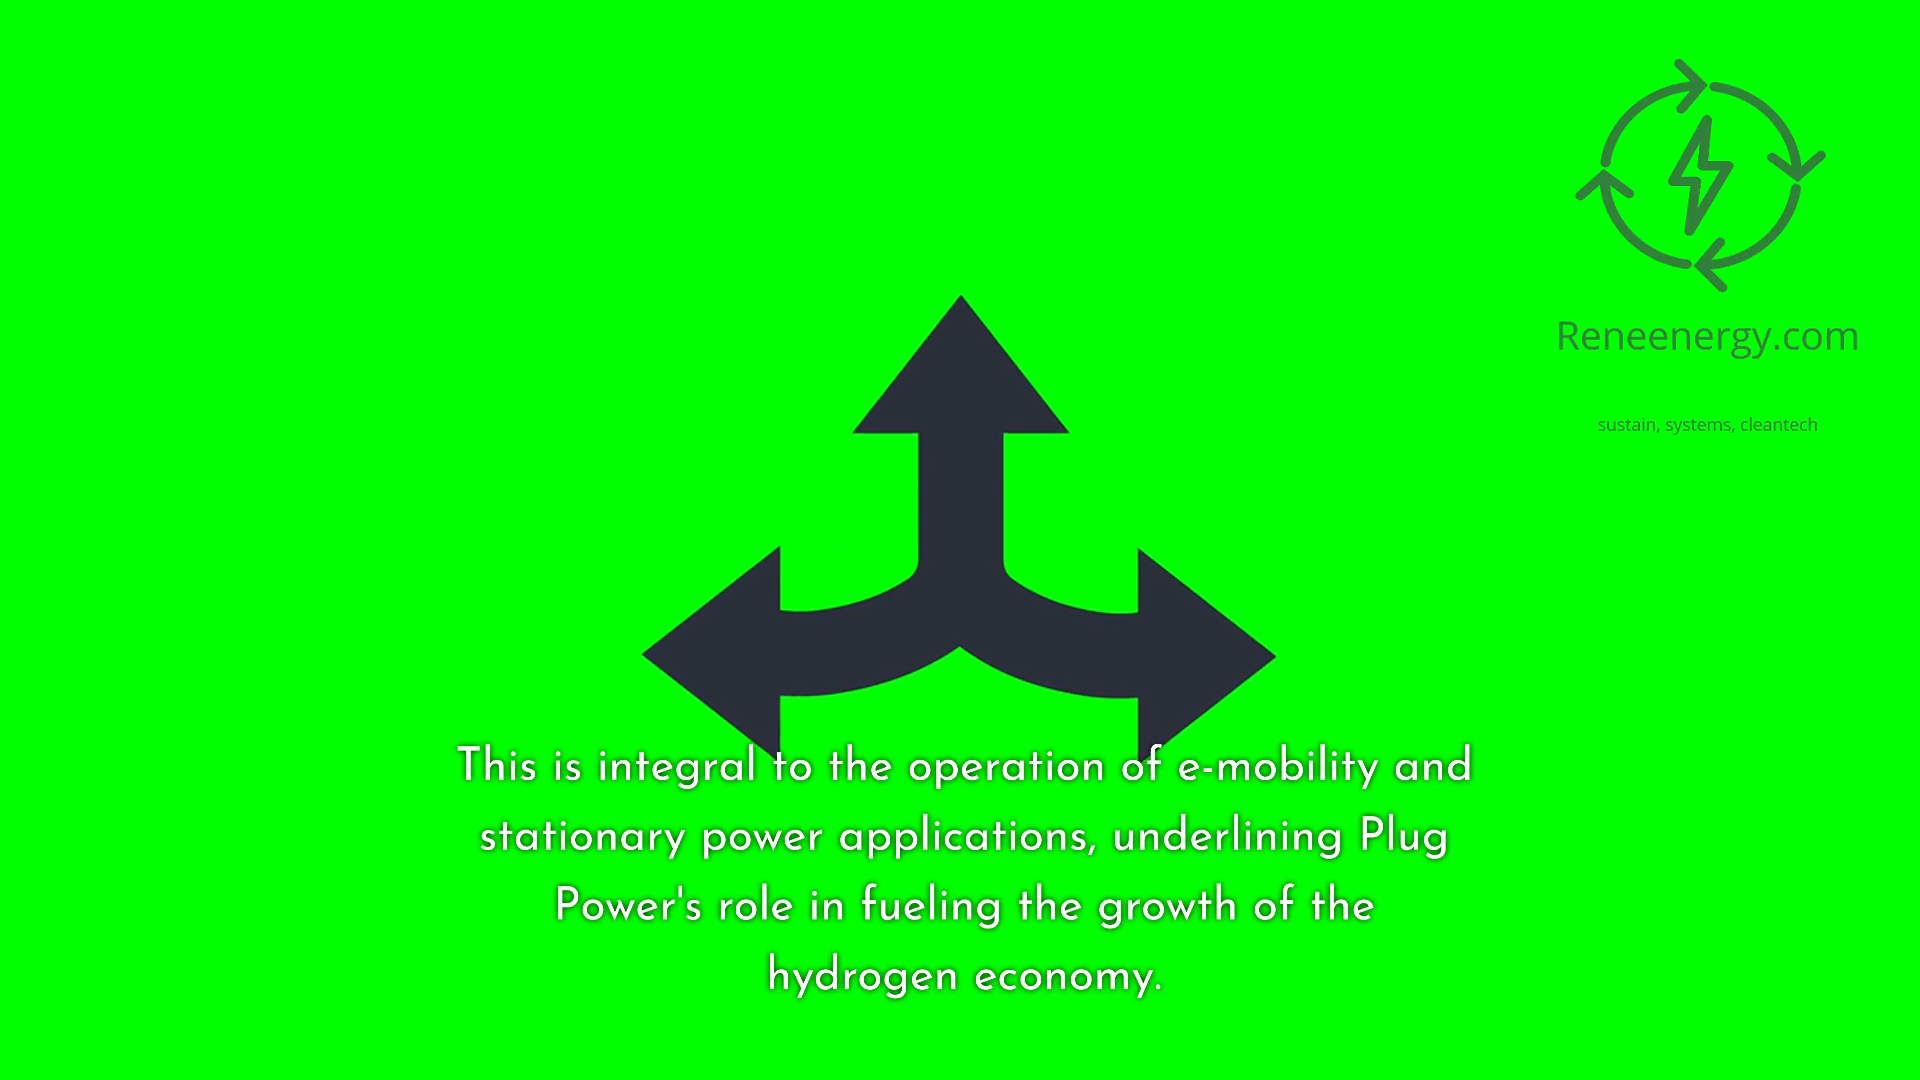 Reneenergy.com
sustain, systems, cleantech
This is integral to the operation of e-mobility and
stationary power applications, underlining Plug
Power's role in fueling the growth of the
hydrogen economy.